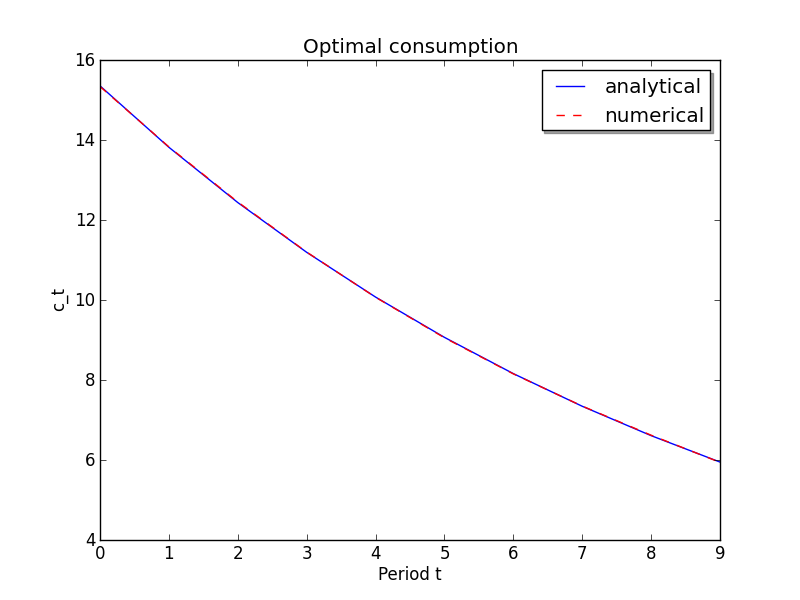 Optimal consumption
16
14
12
10
8
6
4
c_t
analytical
numerical
0 1 2 3 4 5 6 7 8 9
Period t